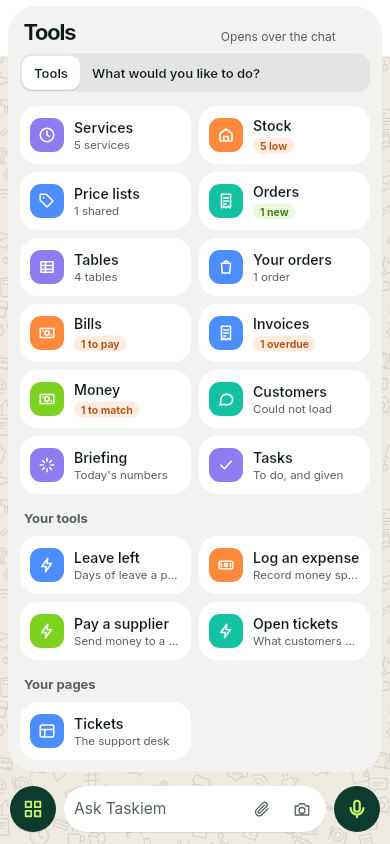 Tools
Opens over the chat
Tools
What would you like to do?
Services
5 services
Stock
5 low
Price lists
1 shared
Orders
1 new
Tables
4 tables
Your orders
1 order
Bills
1 to pay
Invoices
1 overdue
Money
1 to match
Customers
Could not load
Briefing
Today's numbers
Tasks
To do, and given
Your tools
Leave left
Days of leave a p...
Log an expense
Record money sp...
Pay a supplier
Send money to a ...
Open tickets
What customers ...
Your pages
Tickets
The support desk
Ask Taskiem